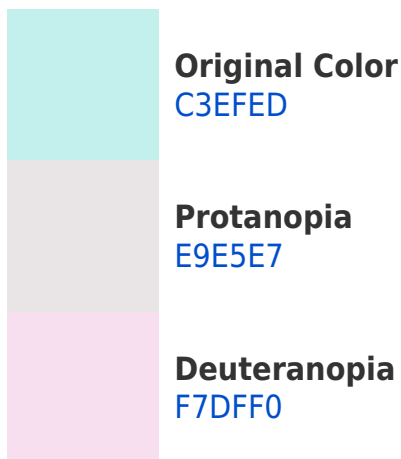 Original Color
C3EFED
Protanopia
E9E5E7
Deuteranopia
F7DFF0